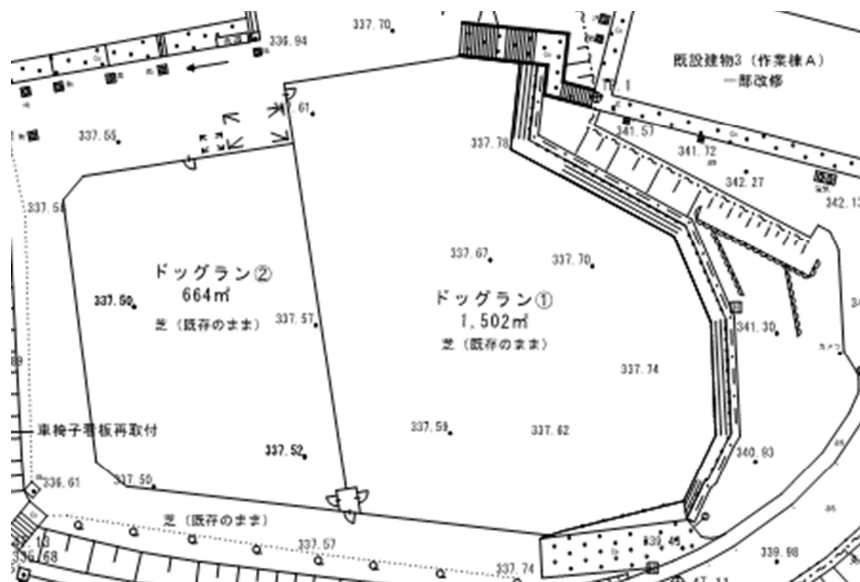 337.70
336.94
既設建物3（作業棟A）
一部改修
337.55
341.57
337.78
341.72
342.27
342.13
337.67
337.70
ドッグラン②
664㎡
337.50
芝（既存のまま）
337.57
ドッグラン①
1,502㎡
芝（既存のまま）
341.30
カメラ
337.74
337.59
337.62
車椅子看板再取付
337.52
340.93
336.61
337.50
芝（既存のまま）
337.57
337.74
339.98